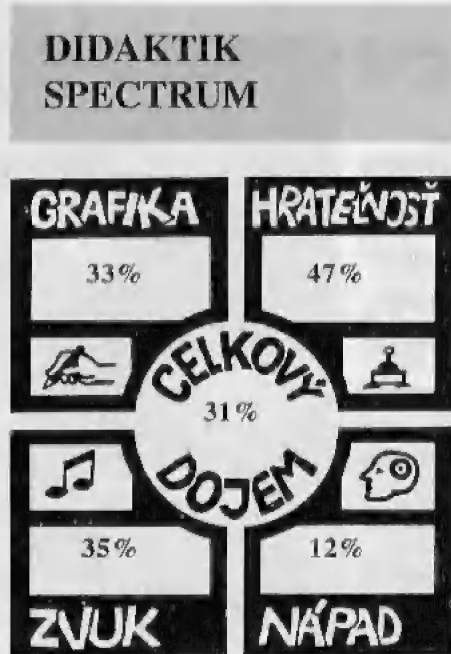 DIDAKTIK
SPECTRUM
GRAFIKA
33%
HRATEĽNOSŤ
47%
CELKOVÝ
31%
DOJEM
35%
ZVUK
12%
NÁPAD